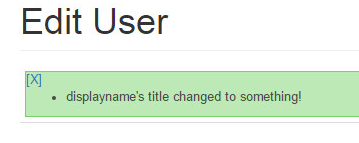 Edit User
[X]
displayname's title changed to something!